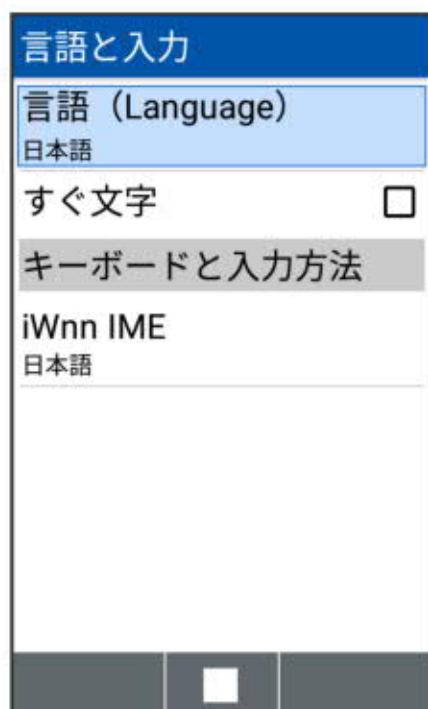 言語と入力
言語（Language）
日本語
すぐ文字
キーボードと入力方法
iWnn IME
日本語